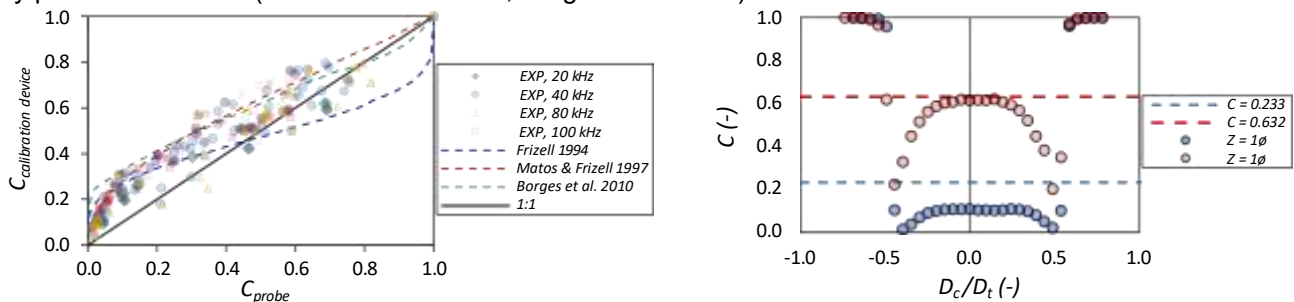 1.0
0.8
0.6
0.4
0.2
0.0
0.0 0.2 0.4 0.6 0.8 1.0
C calibration device
C probe
EXP, 20 kHz
EXP, 40 kHz
EXP, 80 kHz
EXP, 100 kHz
Frizell 1994
Matos & Frizell 1997
Borges et al. 2010
1:1
1.0
0.8
0.6
0.4
0.2
0.0
-1.0 -0.5 0.0 0.5 1.0
C (-)
Dc/Dt (-)
C = 0.233
C = 0.632
Z = 1ø
Z = 1ø